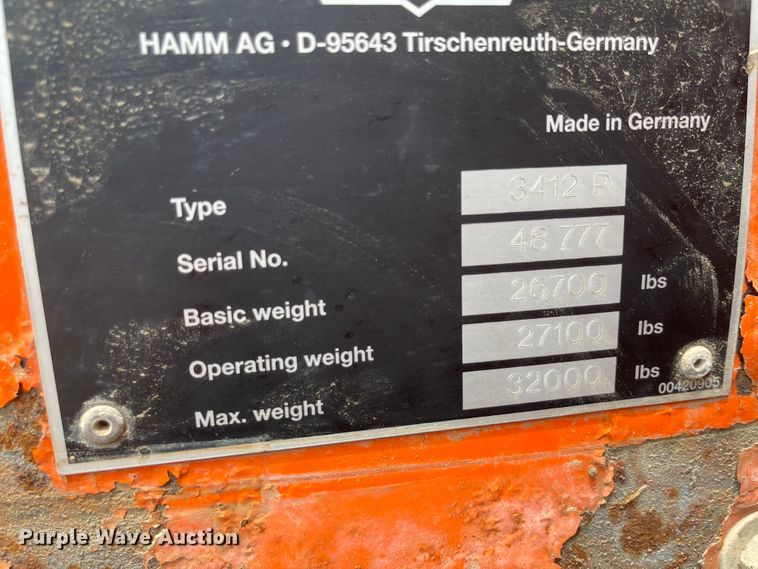 HAMM AG · D-95643 Tirschenreuth-Germany
Made in Germany
Type 3412 P
Serial No. 48 777
Basic weight 26700 lbs
Operating weight 27100 lbs
Max. weight 32000 lbs
00420905
Purple Wave Auction